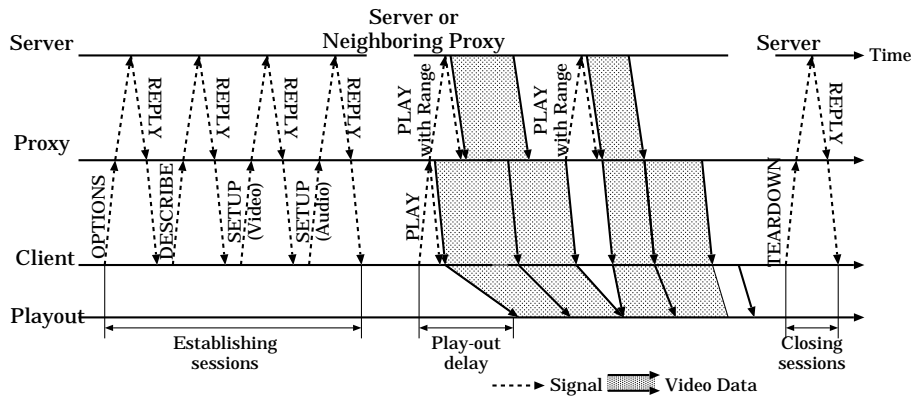 Server or
Neighboring Proxy
Server
Server
Time
REPLY
REPLY
REPLY
REPLY
PLAY
with Range
PLAY
with Range
REPLY
Proxy
OPTIONS
DESCRIBE
SETUP
(Video)
SETUP
(Audio)
PLAY
TEARDOWN
Client
Playout
Establishing
sessions
Play-out
delay
Closing
sessions
Signal
Video Data